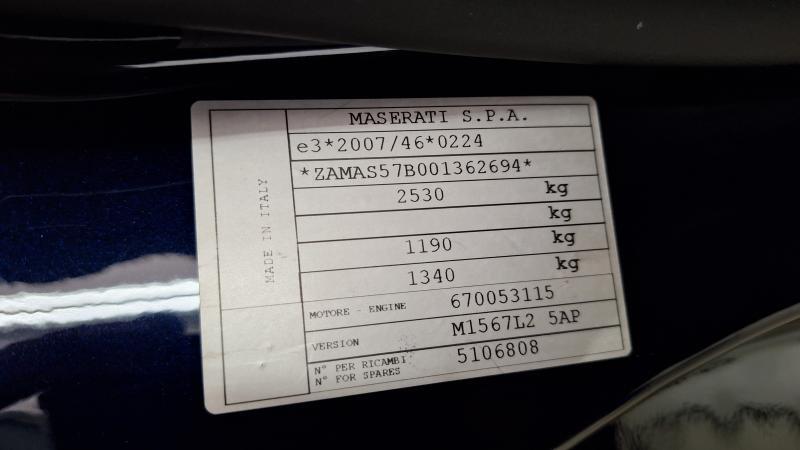 MASERATI S.P.A.
e3*2007/46*0224
*ZAMAS57B001362694*
2530 kg
kg
1190 kg
1340 kg
MOTORE - ENGINE 670053115
VERSION M1567L2 5AP
N° PER RICAMBI 5106808
N° FOR SPARES
MADE IN ITALY